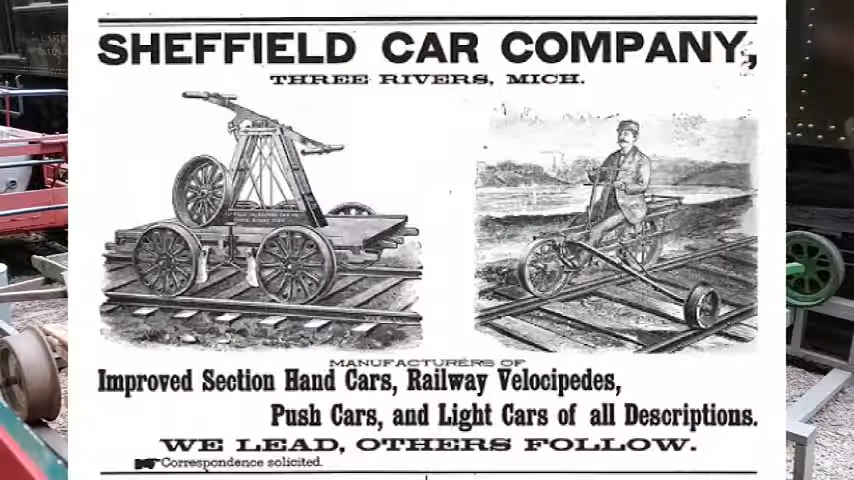 SHEFFIELD CAR COMPANY,
THREE RIVERS, MICH.
MANUFACTURERS OF
Improved Section Hand Cars, Railway Velocipedes,
Push Cars, and Light Cars of all Descriptions.
WE LEAD, OTHERS FOLLOW.
Correspondence solicited.